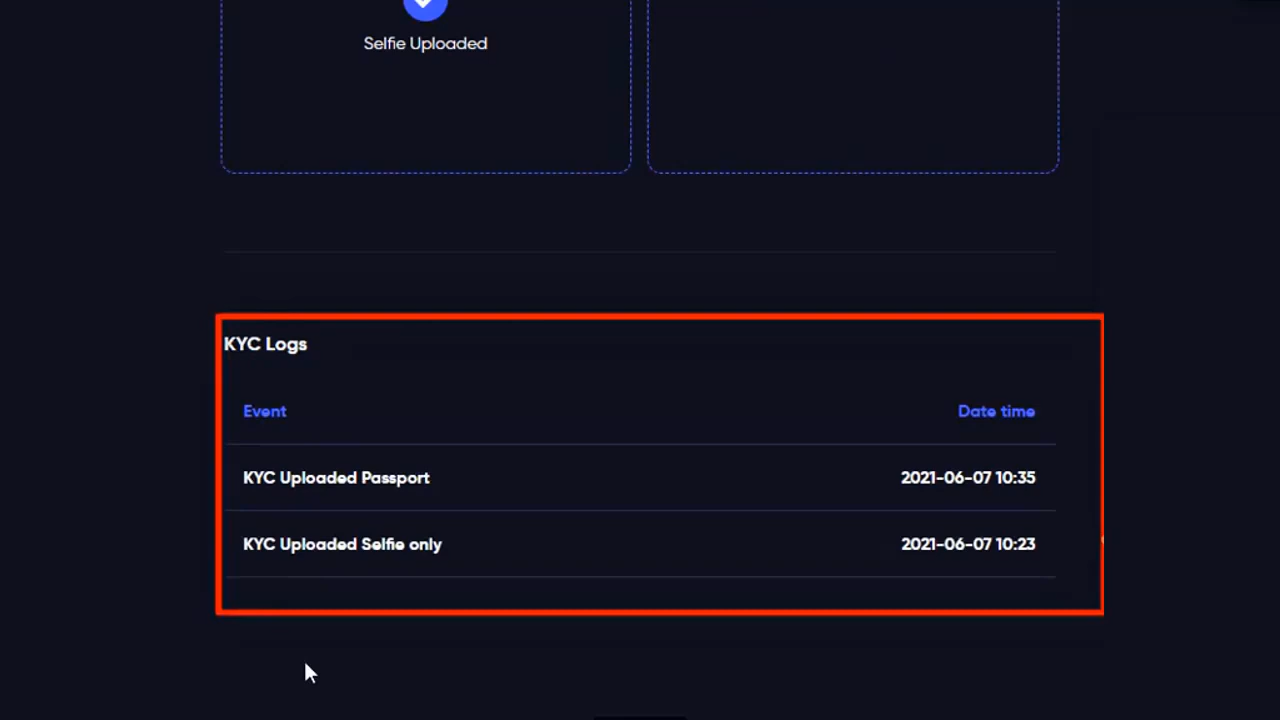 Selfie Uploaded
KYC Logs
Event Date time
KYC Uploaded Passport 2021-06-07 10:35
KYC Uploaded Selfie only 2021-06-07 10:23